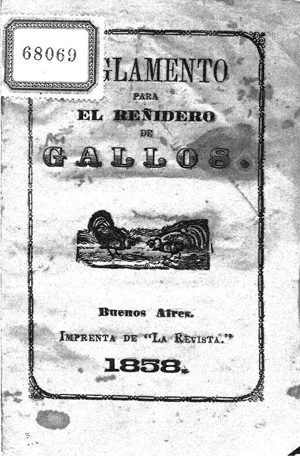 68069
GLAMENTO
PARA
EL REÑIDERO
DE
GALLOS.
Buenos Aires.
IMPRENTA DE "LA REVISTA."
1858.